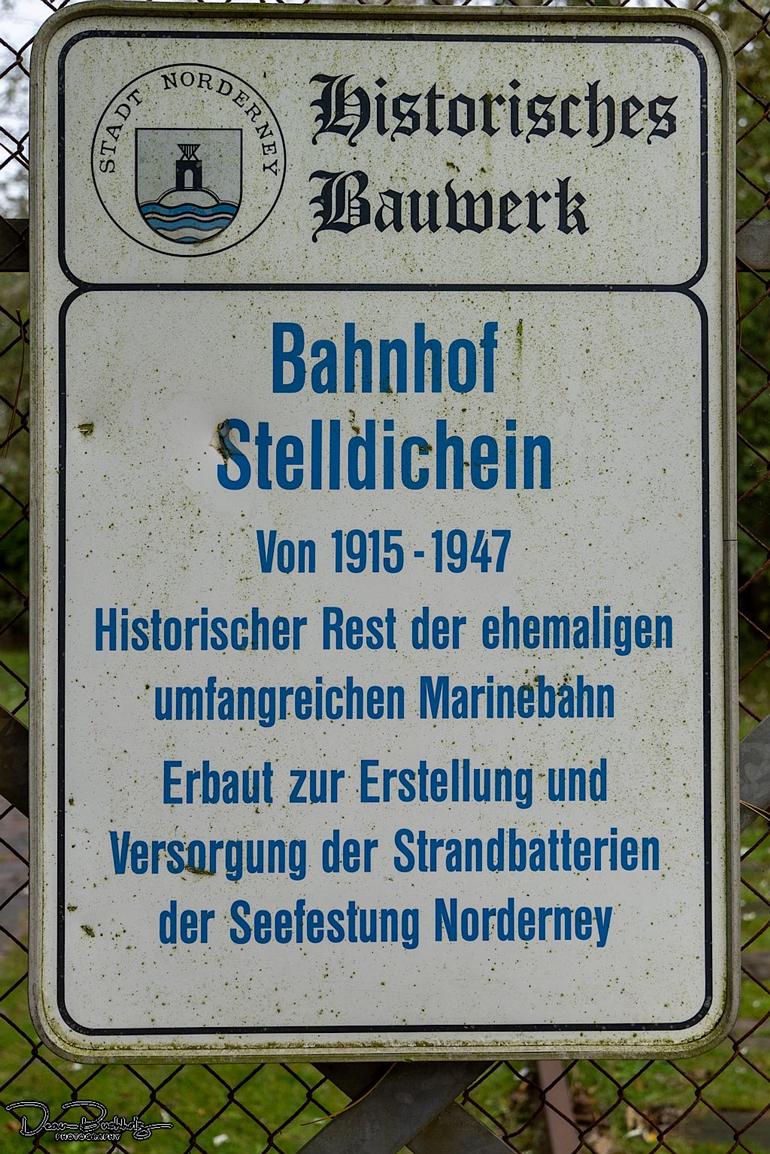 STADT NORDERNEY
Historisches
Bauwerk
Bahnhof
Stelldichein
Von 1915 - 1947
Historischer Rest der ehemaligen
umfangreichen Marinebahn
Erbaut zur Erstellung und
Versorgung der Strandbatterien
der Seefestung Norderney
PHOTOGRAPHY